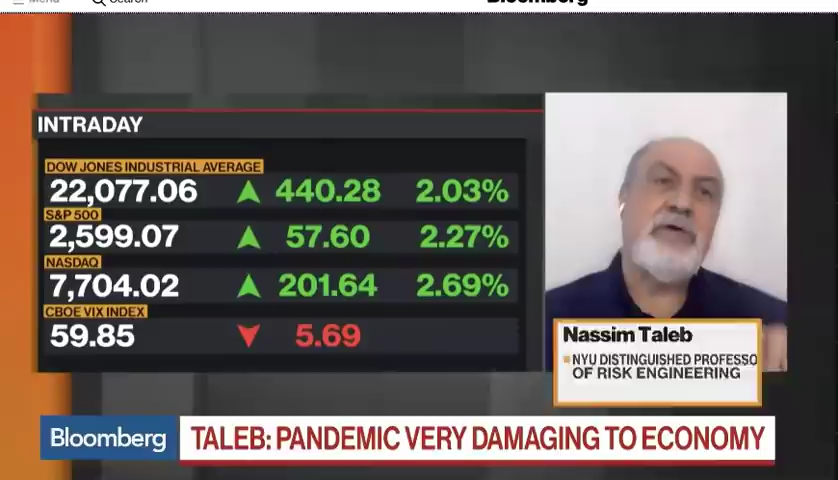 Menu Search Bloomberg
INTRADAY
DOW JONES INDUSTRIAL AVERAGE
22,077.06 ▲ 440.28 2.03%
S&P 500
2,599.07 ▲ 57.60 2.27%
NASDAQ
7,704.02 ▲ 201.64 2.69%
CBOE VIX INDEX
59.85 ▼ 5.69
Nassim Taleb
NYU DISTINGUISHED PROFESSO
OF RISK ENGINEERING
Bloomberg TALEB: PANDEMIC VERY DAMAGING TO ECONOMY